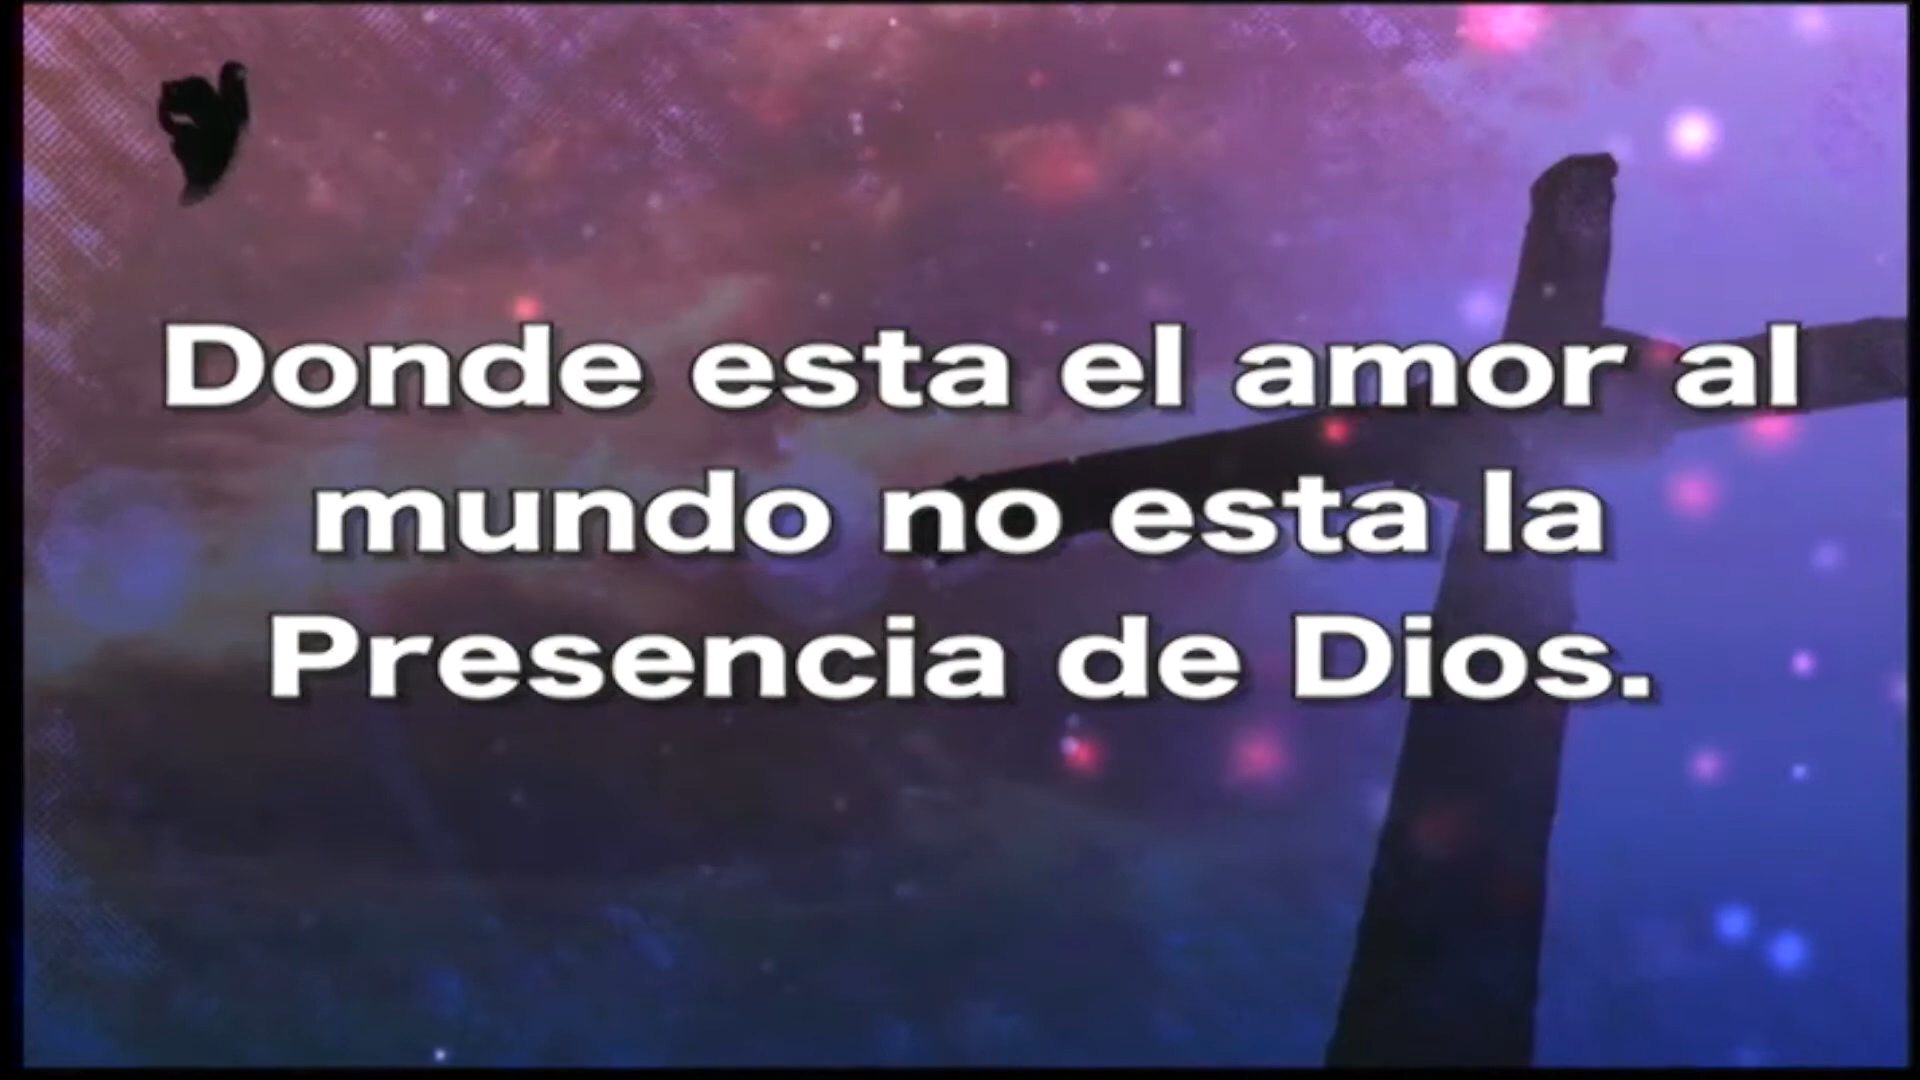 Donde esta el amor al
mundo no esta la
Presencia de Dios.